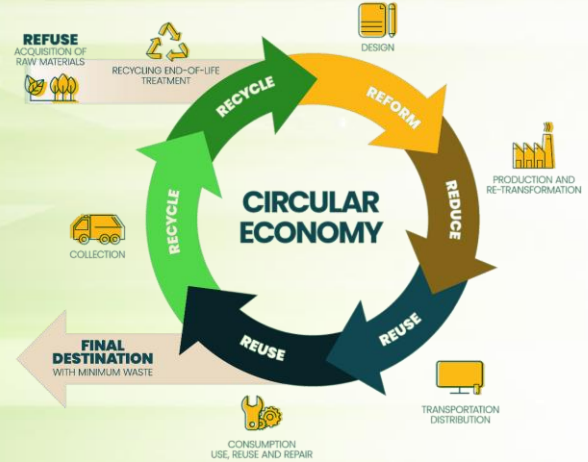 REFUSE
ACQUISITION OF
RAW MATERIALS
RECYCLING END-OF-LIFE
TREATMENT
DESIGN
RECYCLE
REFORM
PRODUCTION AND
RE-TRANSFORMATION
REDUCE
CIRCULAR
ECONOMY
RECYCLE
COLLECTION
REUSE
REUSE
FINAL
DESTINATION
WITH MINIMUM WASTE
TRANSPORTATION
DISTRIBUTION
CONSUMPTION
USE, REUSE AND REPAIR